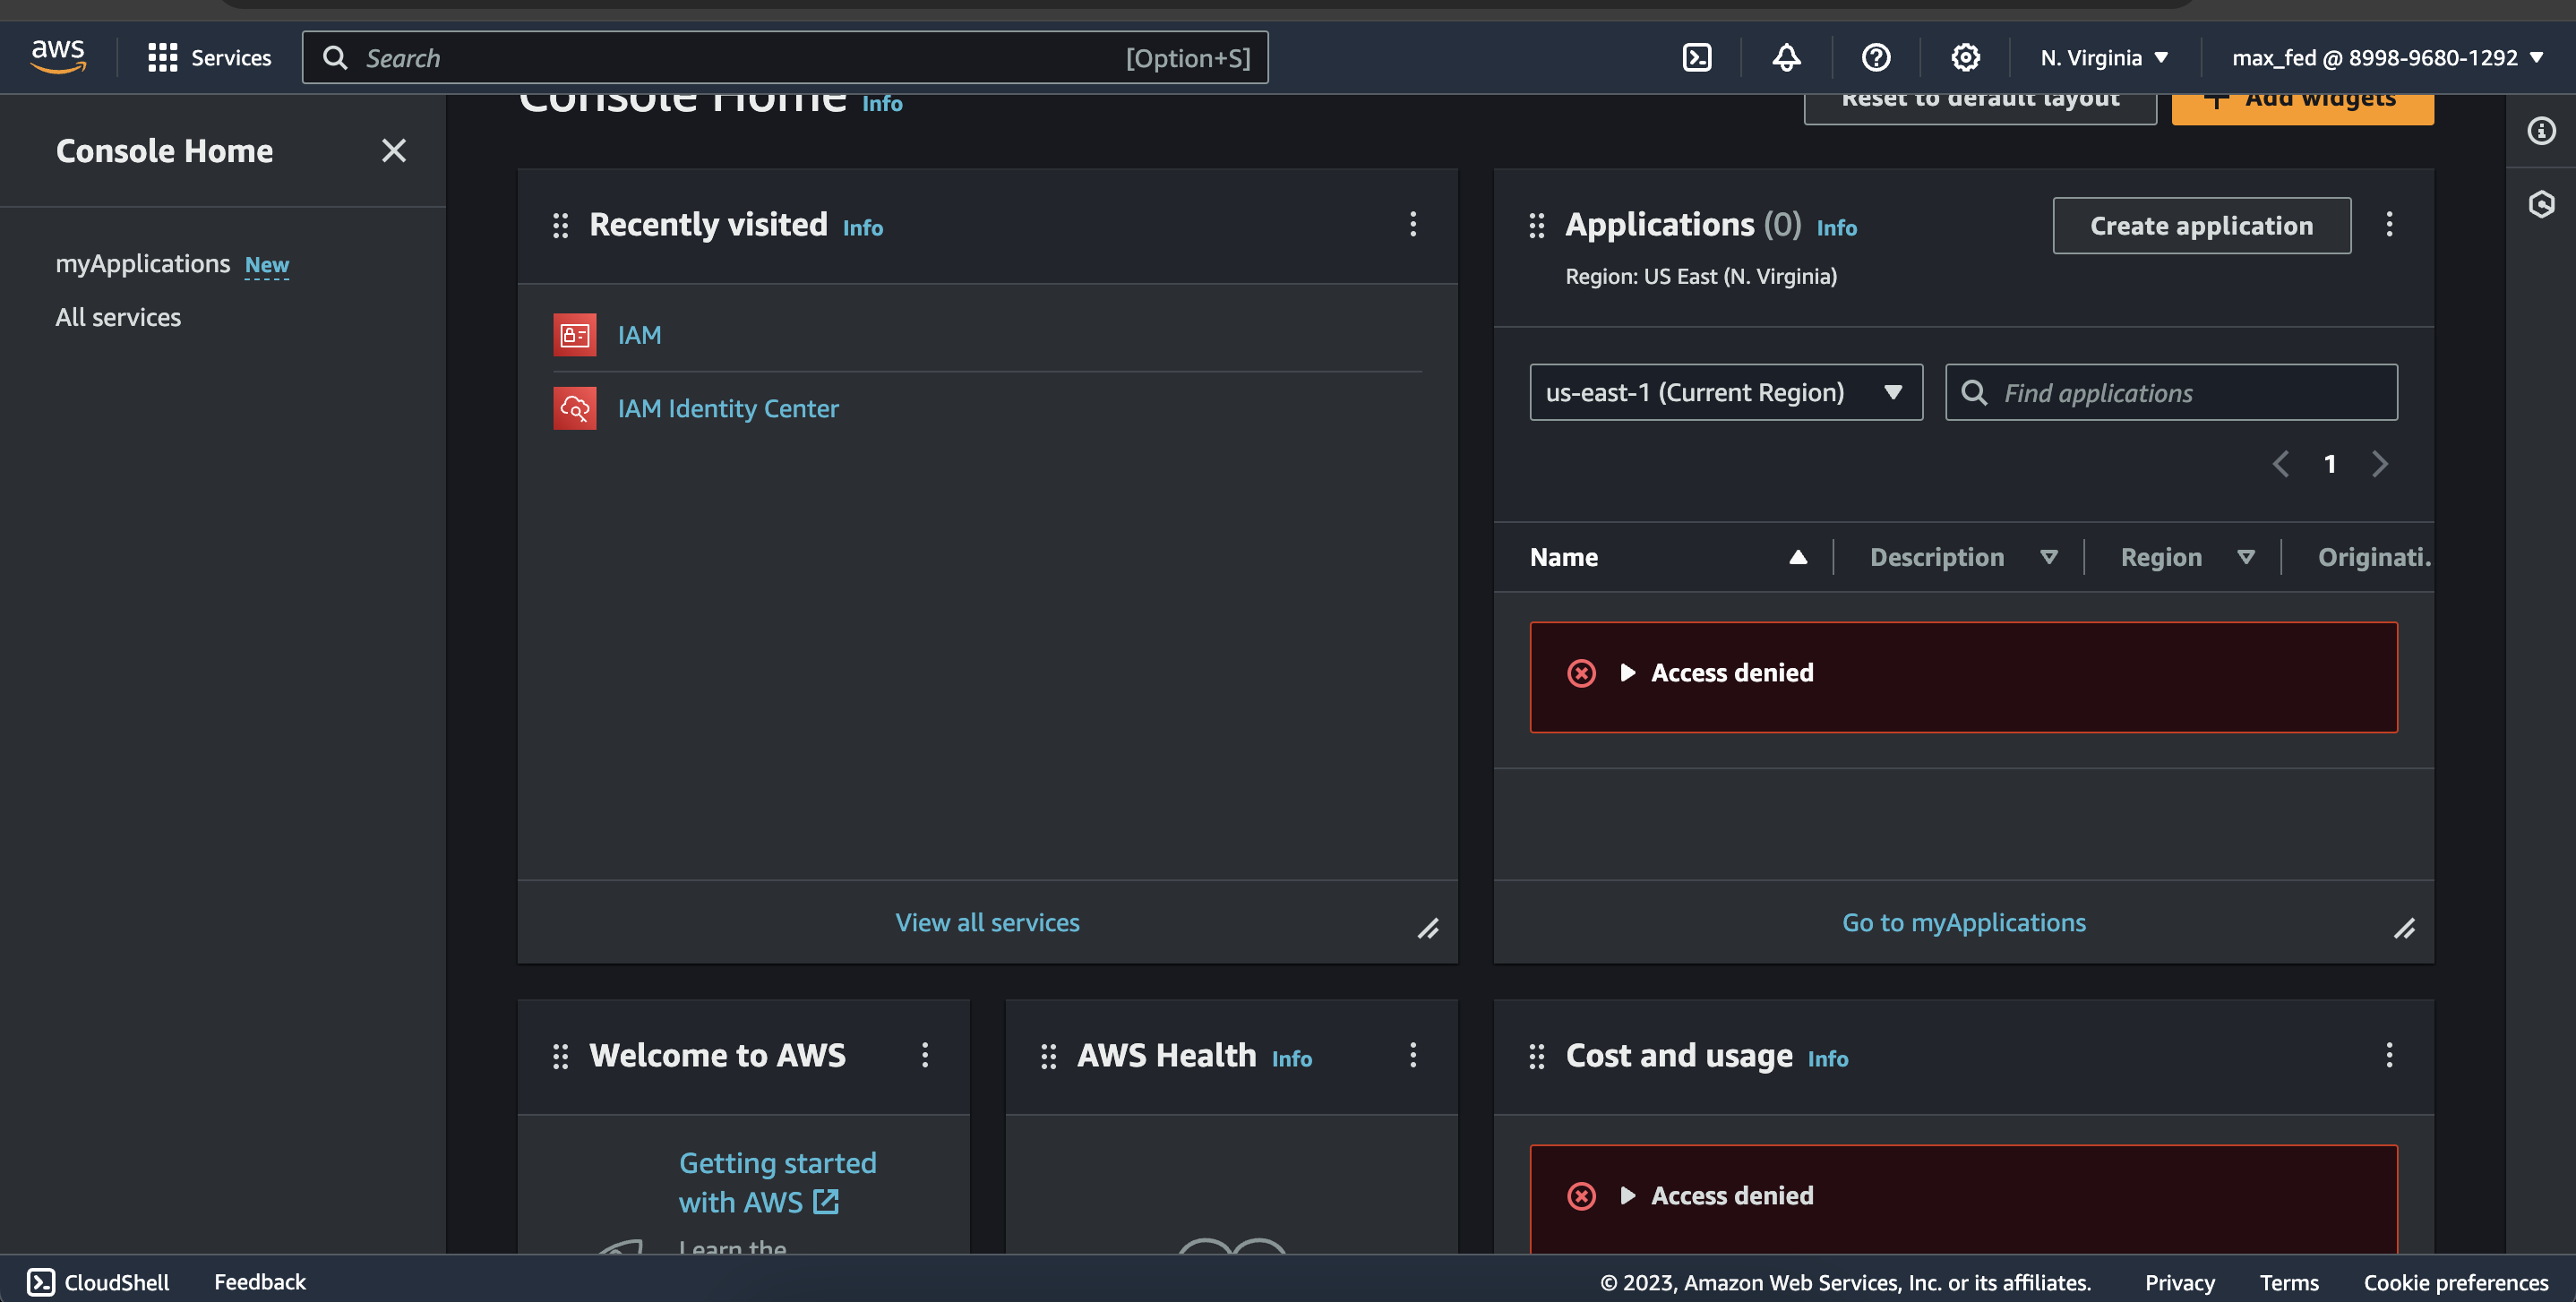 aws
Services
Search
[Option+S]
N. Virginia
max_fed @ 8998-9680-1292
Console Home
myApplications New
All services
Console Home Info
Reset to default layout
+ Add widgets
Recently visited Info
IAM
IAM Identity Center
View all services
Applications (0) Info
Create application
Region: US East (N. Virginia)
us-east-1 (Current Region)
Find applications
1
Name
Description
Region
Originati.
Access denied
Go to myApplications
Welcome to AWS
Getting started
with AWS
Learn the
AWS Health Info
Cost and usage Info
Access denied
CloudShell
Feedback
© 2023, Amazon Web Services, Inc. or its affiliates.
Privacy
Terms
Cookie preferences